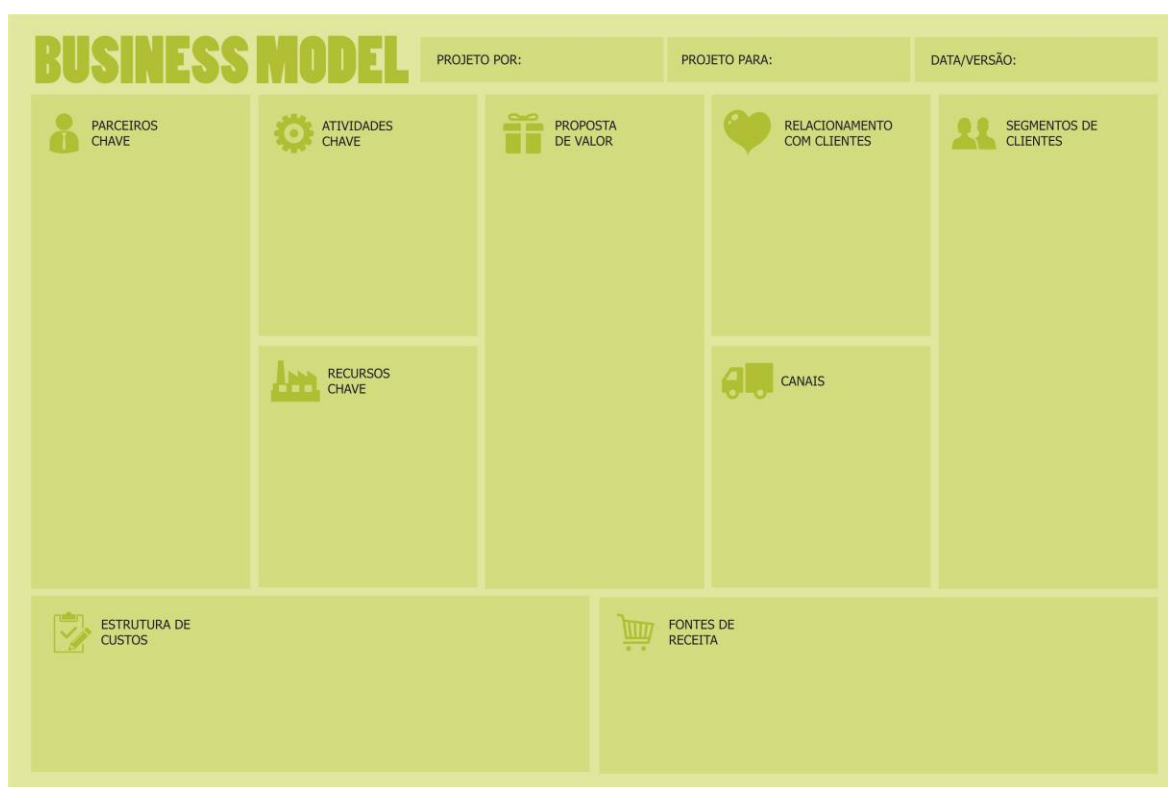 BUSINESS MODEL
PROJETO POR:
PROJETO PARA:
DATA/VERSÃO:
PARCEIROS
CHAVE
ATIVIDADES
CHAVE
RECURSOS
CHAVE
PROPOSTA
DE VALOR
RELACIONAMENTO
COM CLIENTES
CANAIS
SEGMENTOS DE
CLIENTES
ESTRUTURA DE
CUSTOS
FONTES DE
RECEITA